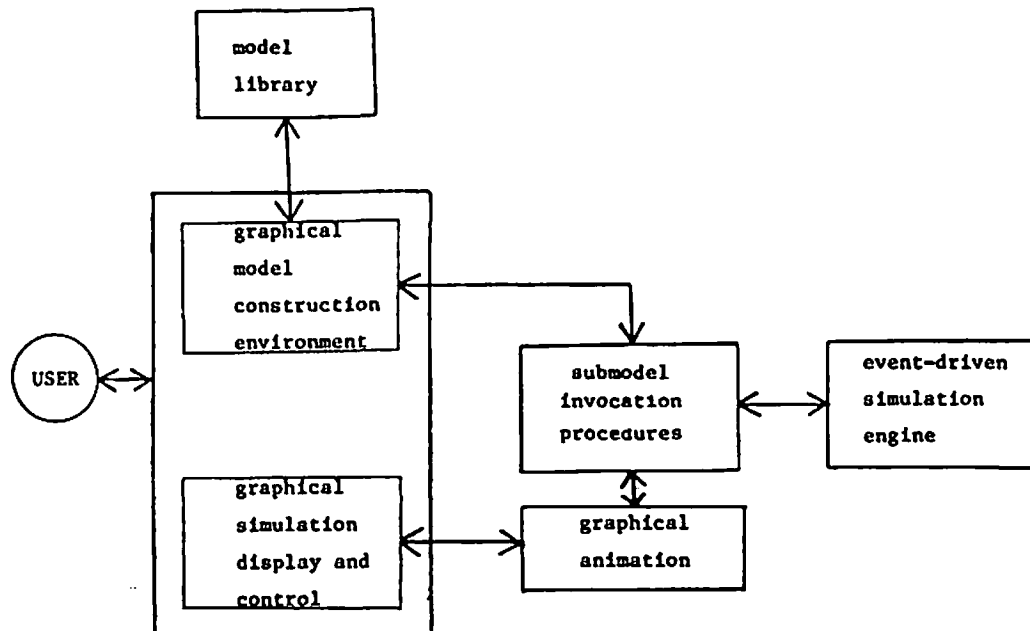 model
library
graphical
model
construction
environment
USER
submodel
invocation
procedures
event-driven
simulation
engine
graphical
simulation
display and
control
graphical
animation